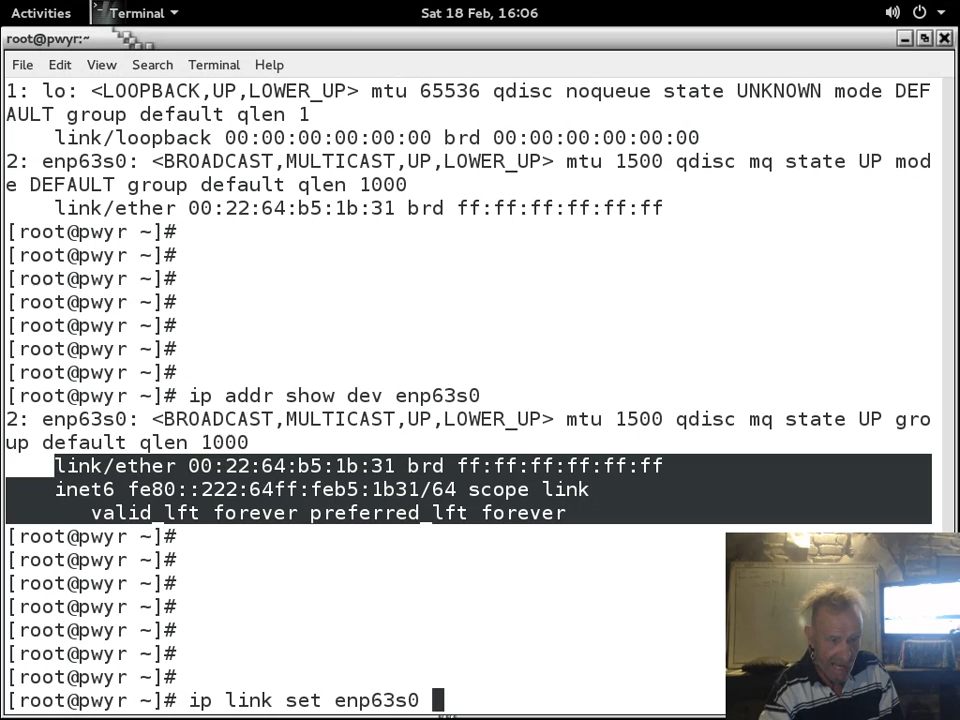 Activities Terminal Sat 18 Feb, 16:06
root@pwyr:~
File Edit View Search Terminal Help
1: lo: <LOOPBACK,UP,LOWER_UP> mtu 65536 qdisc noqueue state UNKNOWN mode DEF
AULT group default qlen 1
    link/loopback 00:00:00:00:00:00 brd 00:00:00:00:00:00
2: enp63s0: <BROADCAST,MULTICAST,UP,LOWER_UP> mtu 1500 qdisc mq state UP mod
e DEFAULT group default qlen 1000
    link/ether 00:22:64:b5:1b:31 brd ff:ff:ff:ff:ff:ff
[root@pwyr ~]#
[root@pwyr ~]#
[root@pwyr ~]#
[root@pwyr ~]#
[root@pwyr ~]#
[root@pwyr ~]#
[root@pwyr ~]#
[root@pwyr ~]# ip addr show dev enp63s0
2: enp63s0: <BROADCAST,MULTICAST,UP,LOWER_UP> mtu 1500 qdisc mq state UP gro
up default qlen 1000
    link/ether 00:22:64:b5:1b:31 brd ff:ff:ff:ff:ff:ff
    inet6 fe80::222:64ff:feb5:1b31/64 scope link
       valid_lft forever preferred_lft forever
[root@pwyr ~]#
[root@pwyr ~]#
[root@pwyr ~]#
[root@pwyr ~]#
[root@pwyr ~]#
[root@pwyr ~]#
[root@pwyr ~]#
[root@pwyr ~]# ip link set enp63s0